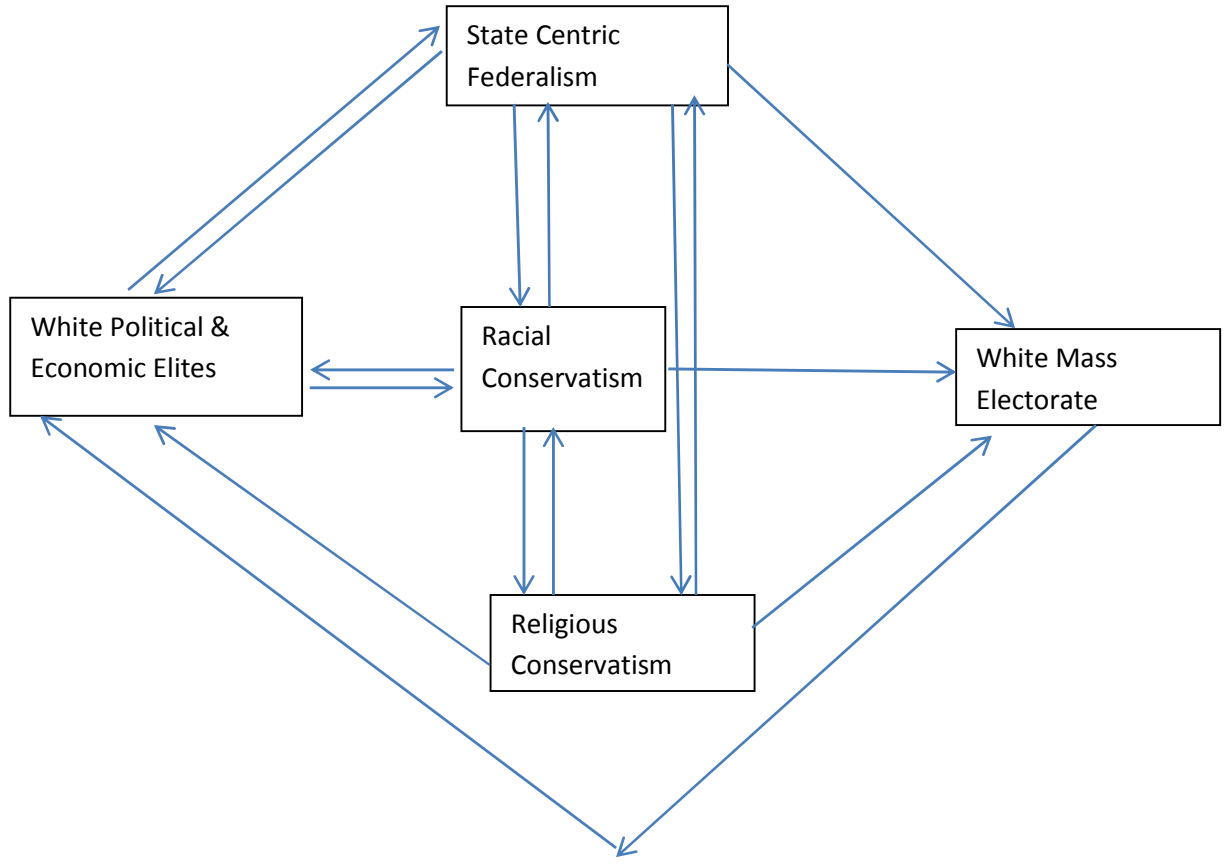 State Centric
Federalism
White Political &
Economic Elites
Racial
Conservatism
White Mass
Electorate
Religious
Conservatism